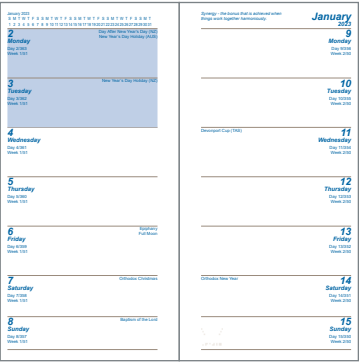 January 2023
S M T W T F S S M T W T F S S M T W T F S S M T W T F S S M T
1 2 3 4 5 6 7 8 9 10 11 12 13 14 15 16 17 18 19 20 21 22 23 24 25 26 27 28 29 30 31
2
Day After New Year's Day (NZ)
New Year's Day Holiday (AUS)
Monday
Day 2/363
Week 1/51
3
New Year's Day Holiday (NZ)
Tuesday
Day 3/362
Week 1/51
4
Wednesday
Day 4/361
Week 1/51
5
Thursday
Day 5/360
Week 1/51
6
Epiphany
Full Moon
Friday
Day 6/359
Week 1/51
7
Orthodox Christmas
Saturday
Day 7/358
Week 1/51
8
Baptism of the Lord
Sunday
Day 8/357
Week 1/51
Synergy - the bonus that is achieved when
things work together harmoniously.
January
2023
9
Monday
Day 9/356
Week 2/50
10
Tuesday
Day 10/355
Week 2/50
Devonport Cup (TAS)
11
Wednesday
Day 11/354
Week 2/50
12
Thursday
Day 12/353
Week 2/50
13
Friday
Day 13/352
Week 2/50
Orthodox New Year
14
Saturday
Day 14/351
Week 2/50
15
Sunday
Day 15/350
Week 2/50